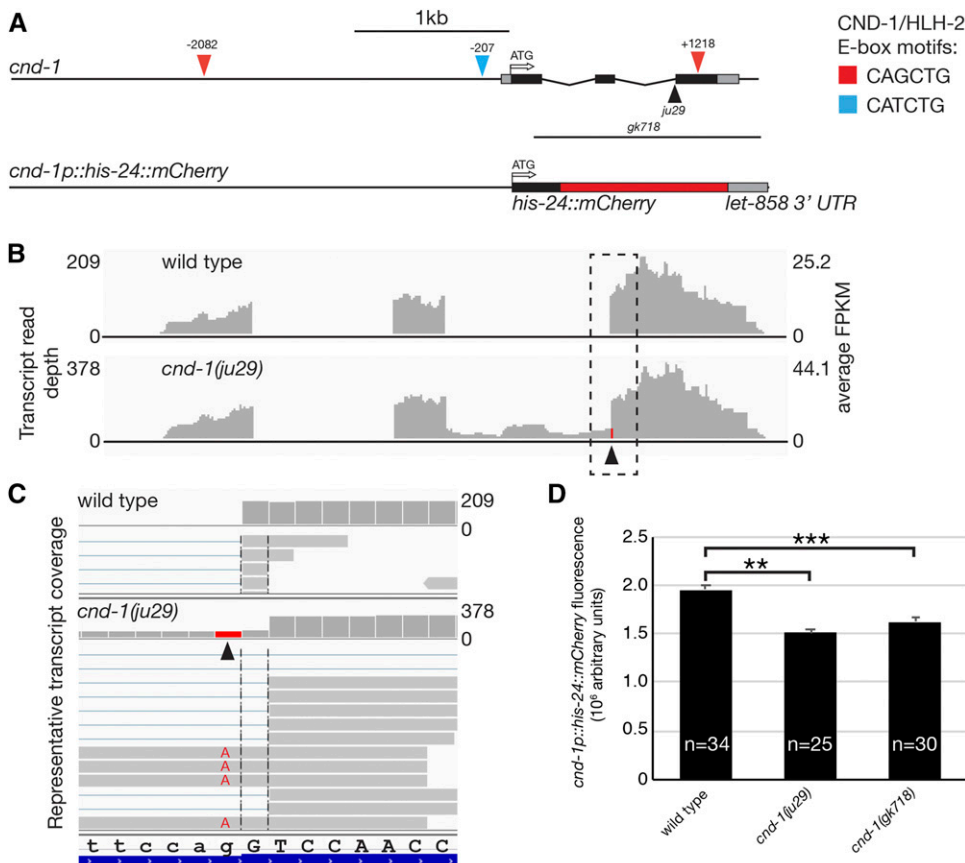 A
1kb
CND-1/HLH-2
E-box motifs:
CAGCTG
CATCTG
-2082
-207
+1218
cnd-1
ATG
ju29
gk718
cnd-1p::his-24::mCherry
ATG
his-24::mCherry
let-858 3' UTR
B
Transcript read
depth
209
0
wild type
25.2
0
378
0
cnd-1(ju29)
44.1
0
average FPKM
C
Representative transcript coverage
wild type
209
0
cnd-1(ju29)
378
0
A
A
A
A
t t c c a g G T C C A A C C
D
cnd-1p::his-24::mCherry fluorescence
(10⁶ arbitrary units)
2.5
2.0
1.5
1.0
0.5
0
**
***
n=34
n=25
n=30
wild type
cnd-1(ju29)
cnd-1(gk718)